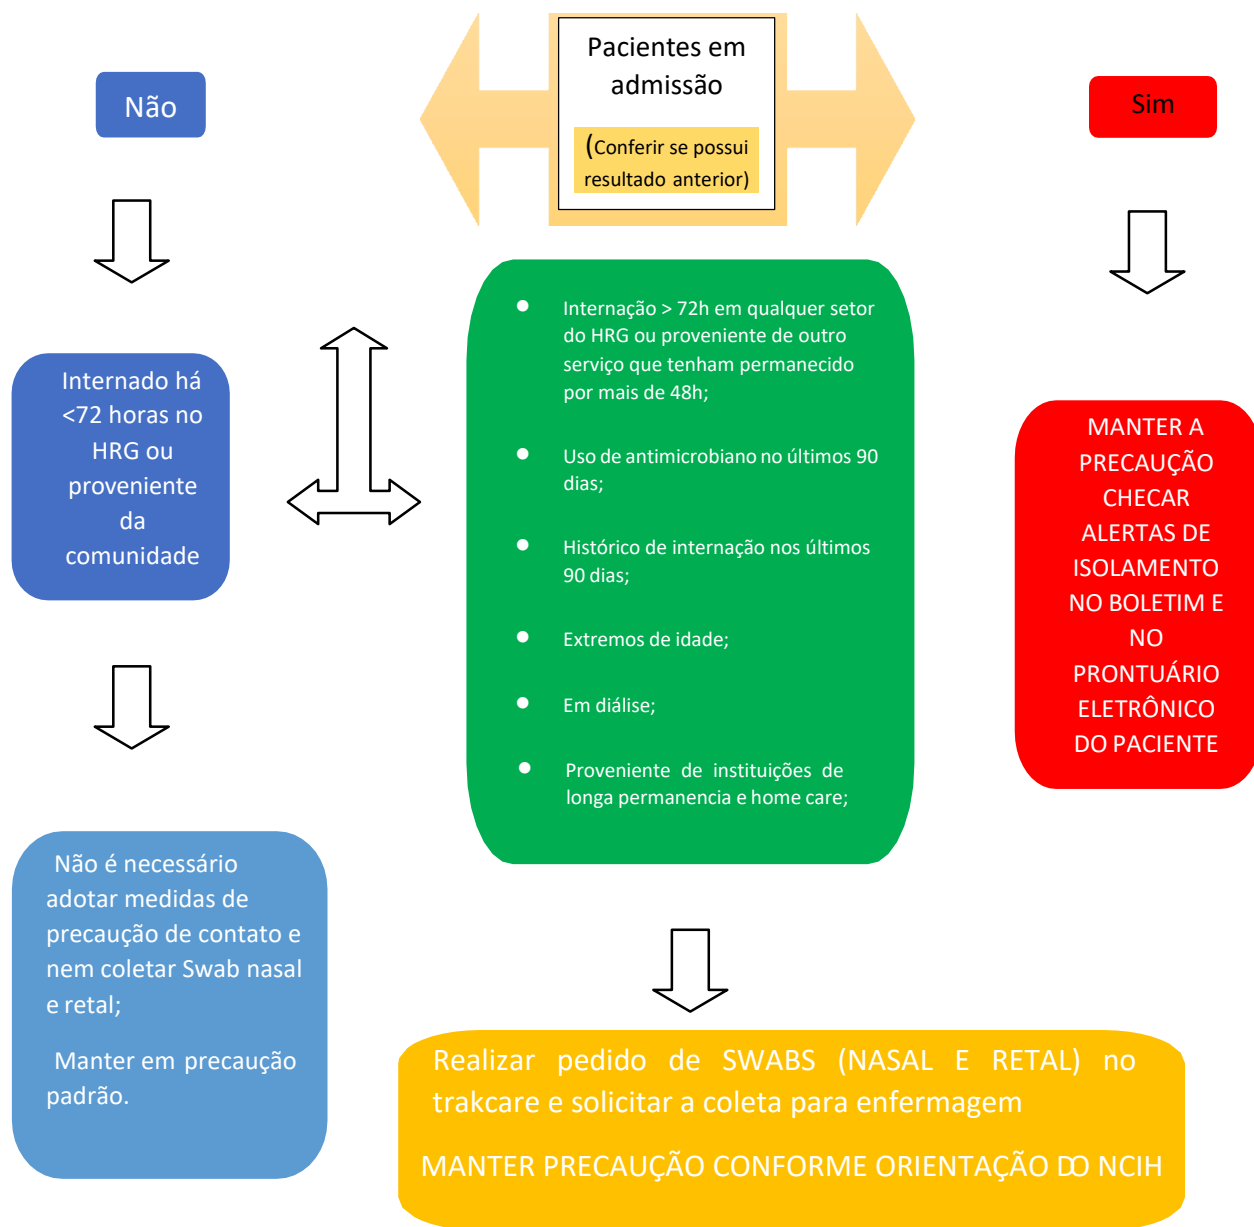 Pacientes em
admissão
(Conferir se possui
resultado anterior)
Não
Sim
Internado há
<72 horas no
HRG ou
proveniente
da
comunidade
Não é necessário
adotar medidas de
precaução de contato e
nem coletar Swab nasal
e retal;
Manter em precaução
padrão.
• Internação > 72h em qualquer setor
do HRG ou proveniente de outro
serviço que tenham permanecido
por mais de 48h;
• Uso de antimicrobiano no últimos 90
dias;
• Histórico de internação nos últimos
90 dias;
• Extremos de idade;
• Em diálise;
• Proveniente de instituições de
longa permanencia e home care;
Realizar pedido de SWABS (NASAL E RETAL) no
trakcare e solicitar a coleta para enfermagem
MANTER PRECAUÇÃO CONFORME ORIENTAÇÃO DO NCIH
MANTER A
PRECAUÇÃO
CHECAR
ALERTAS DE
ISOLAMENTO
NO BOLETIM E
NO
PRONTUÁRIO
ELETRÔNICO
DO PACIENTE